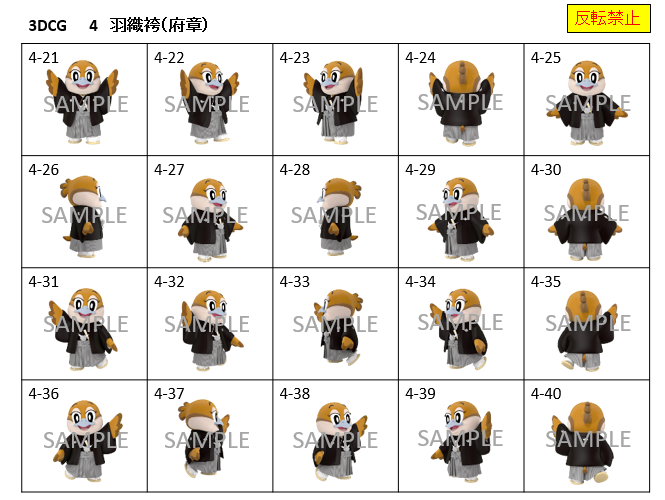 3DCG 4 羽織袴(府章)
反転禁止
4-21 4-22 4-23 4-24 4-25
SAMPLE SAMPLE SAMPLE SAMPLE SAMPLE
4-26 4-27 4-28 4-29 4-30
SAMPLE SAMPLE SAMPLE SAMPLE SAMPLE
4-31 4-32 4-33 4-34 4-35
SAMPLE SAMPLE SAMPLE SAMPLE SAMPLE
4-36 4-37 4-38 4-39 4-40
SAMPLE SAMPLE SAMPLE SAMPLE SAMPLE